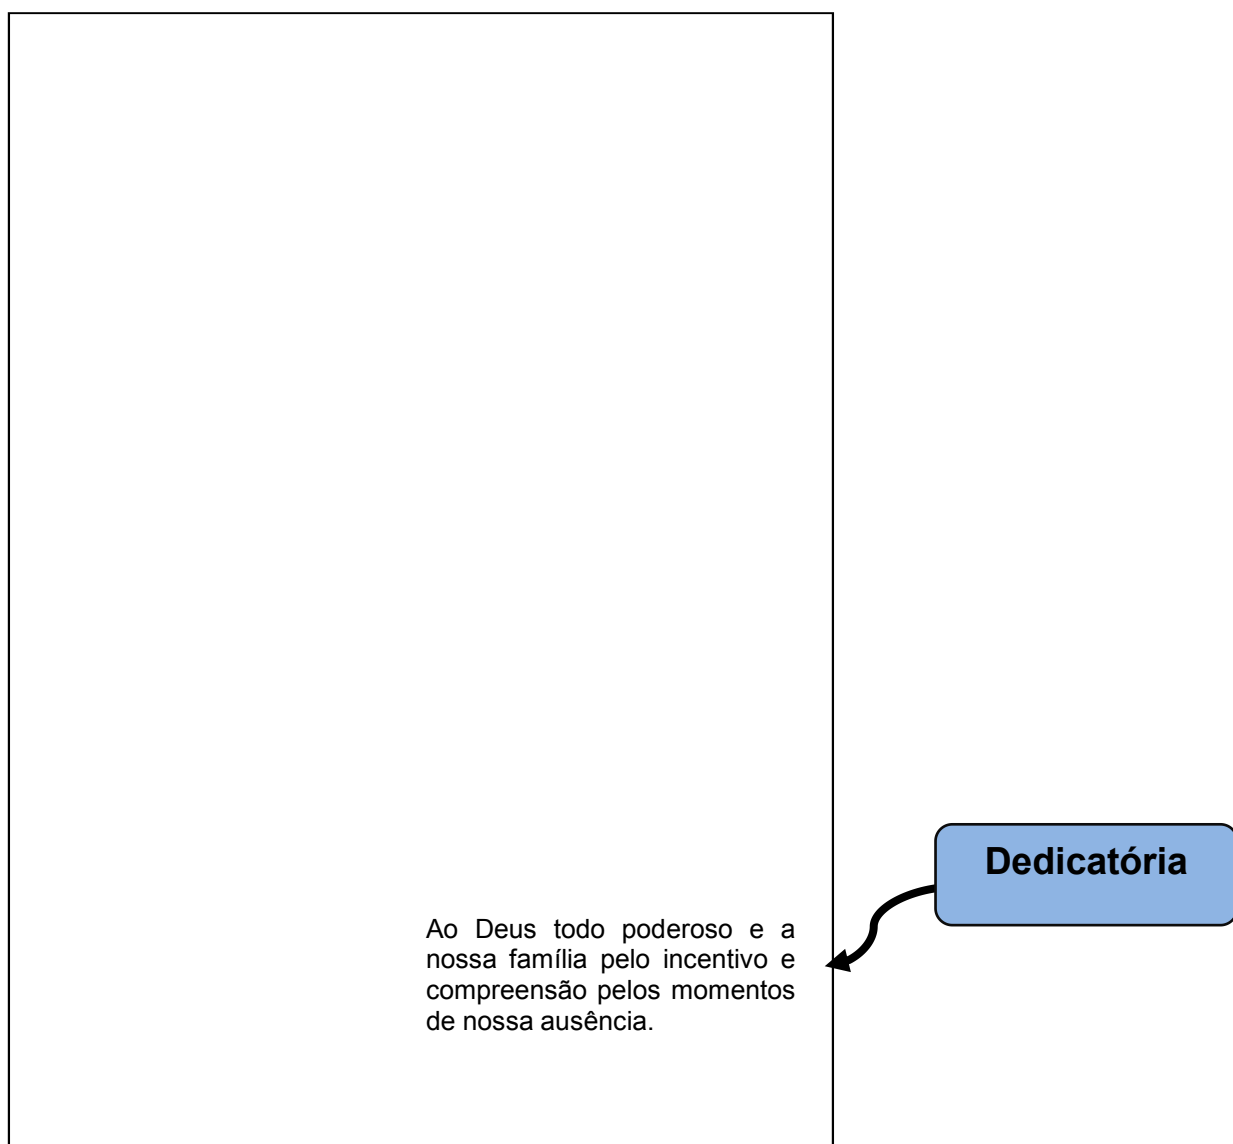 Dedicatória
Ao Deus todo poderoso e a
nossa família pelo incentivo e
compreensão pelos momentos
de nossa ausência.